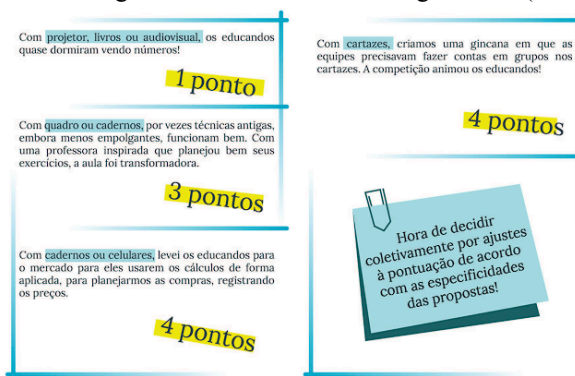 Com projetor, livros ou audiovisual, os educandos
quase dormiram vendo números!
1 ponto
Com quadro ou cadernos, por vezes técnicas antigas,
embora menos empolgantes, funcionam bem. Com
uma professora inspirada que planejou bem seus
exercícios, a aula foi transformadora.
3 pontos
Com cadernos ou celulares, levei os educandos para
o mercado para eles usarem os cálculos de forma
aplicada, para planejarmos as compras, registrando
os preços.
4 pontos
Com cartazes, criamos uma gincana em que as
equipes precisavam fazer contas em grupos nos
cartazes. A competição animou os educandos!
4 pontos
Hora de decidir
coletivamente por ajustes
à pontuação de acordo
com as especificidades
das propostas!